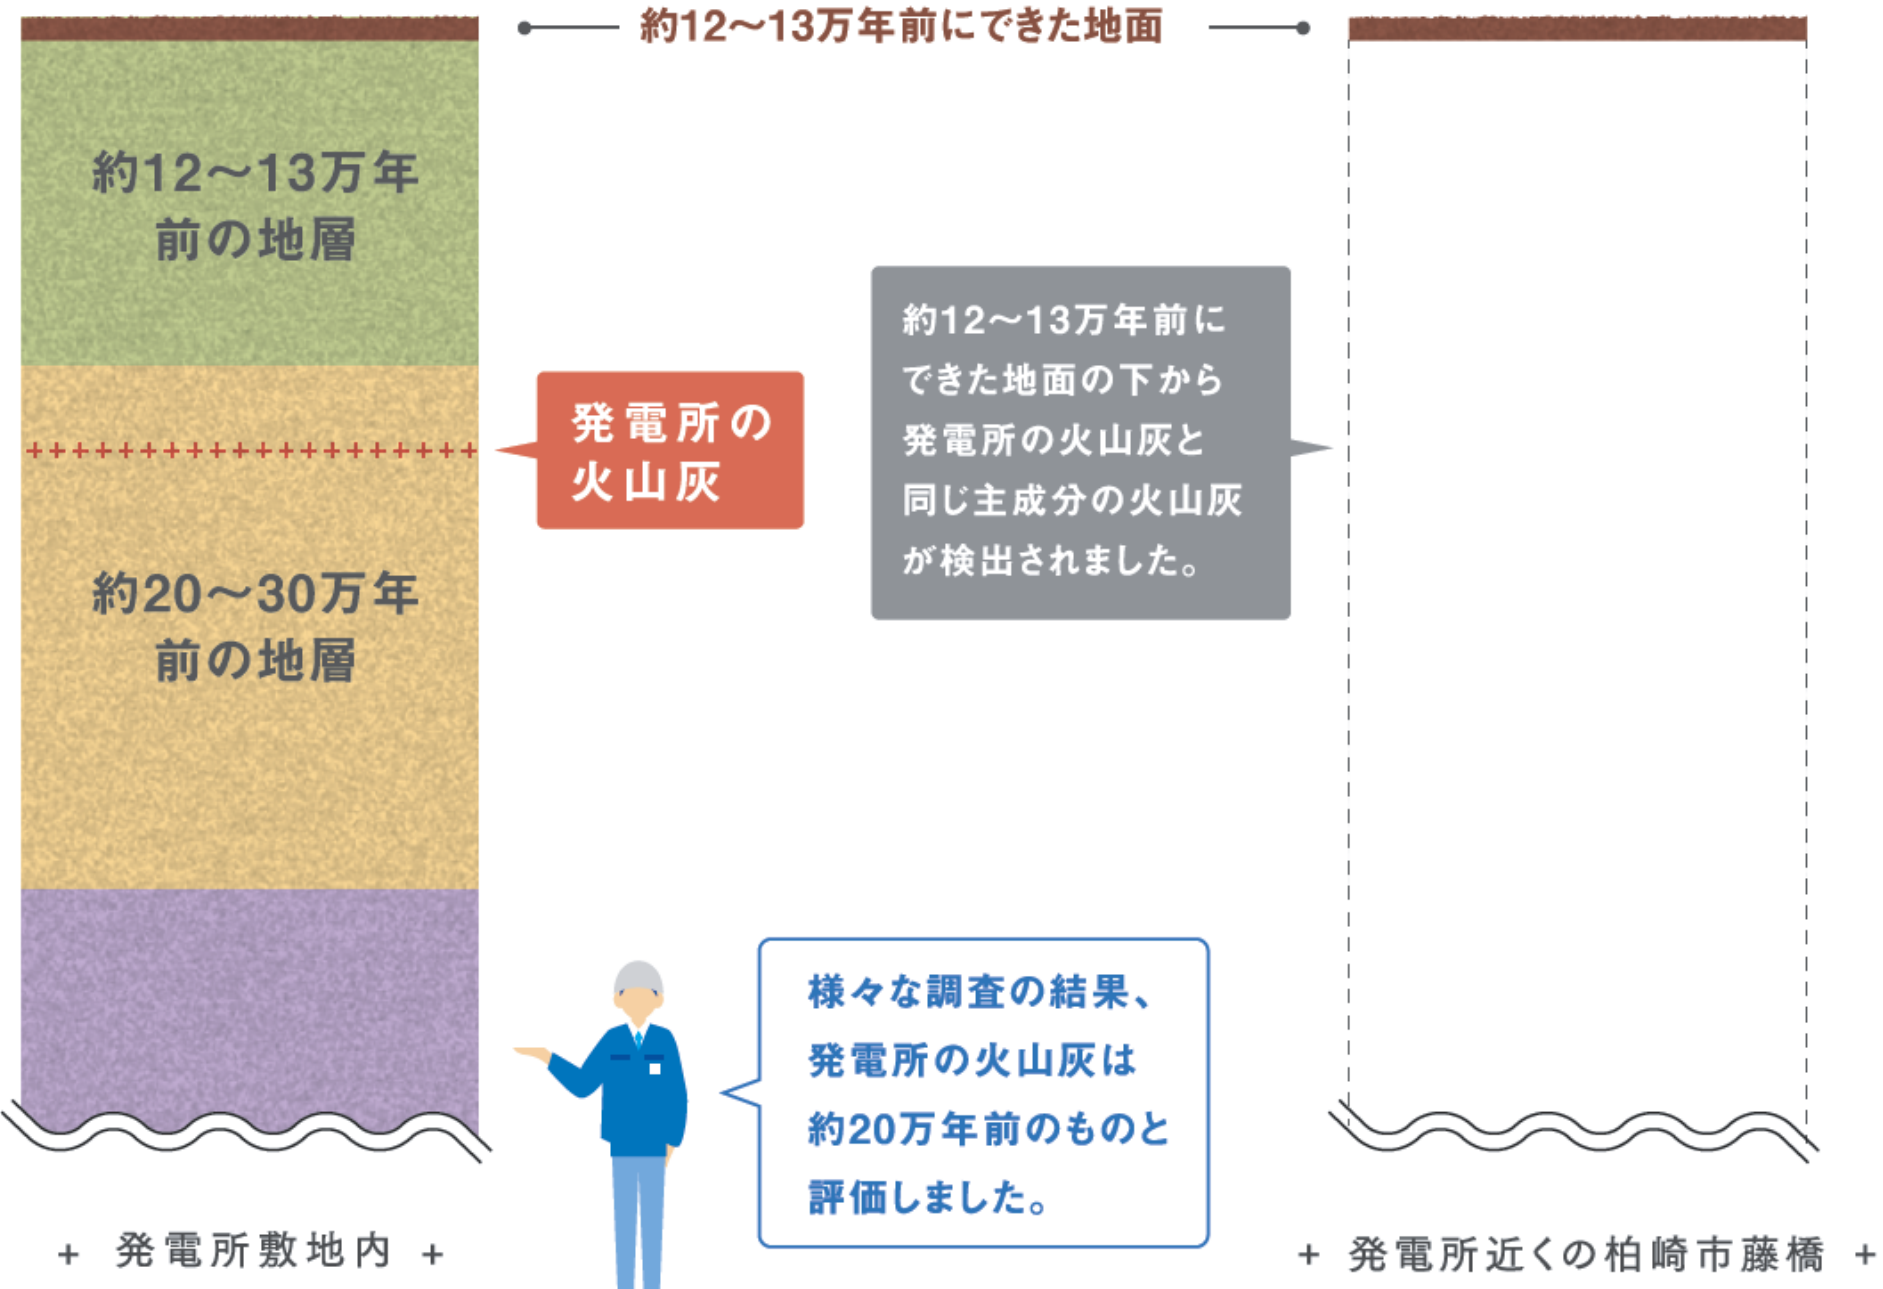 約12〜13万年前にできた地面
約12〜13万年
前の地層
発電所の
火山灰
約20〜30万年
前の地層
約12〜13万年前に
できた地面の下から
発電所の火山灰と
同じ主成分の火山灰
が検出されました。
様々な調査の結果、
発電所の火山灰は
約20万年前のものと
評価しました。
+ 発電所敷地内 +
+ 発電所近くの柏崎市藤橋 +